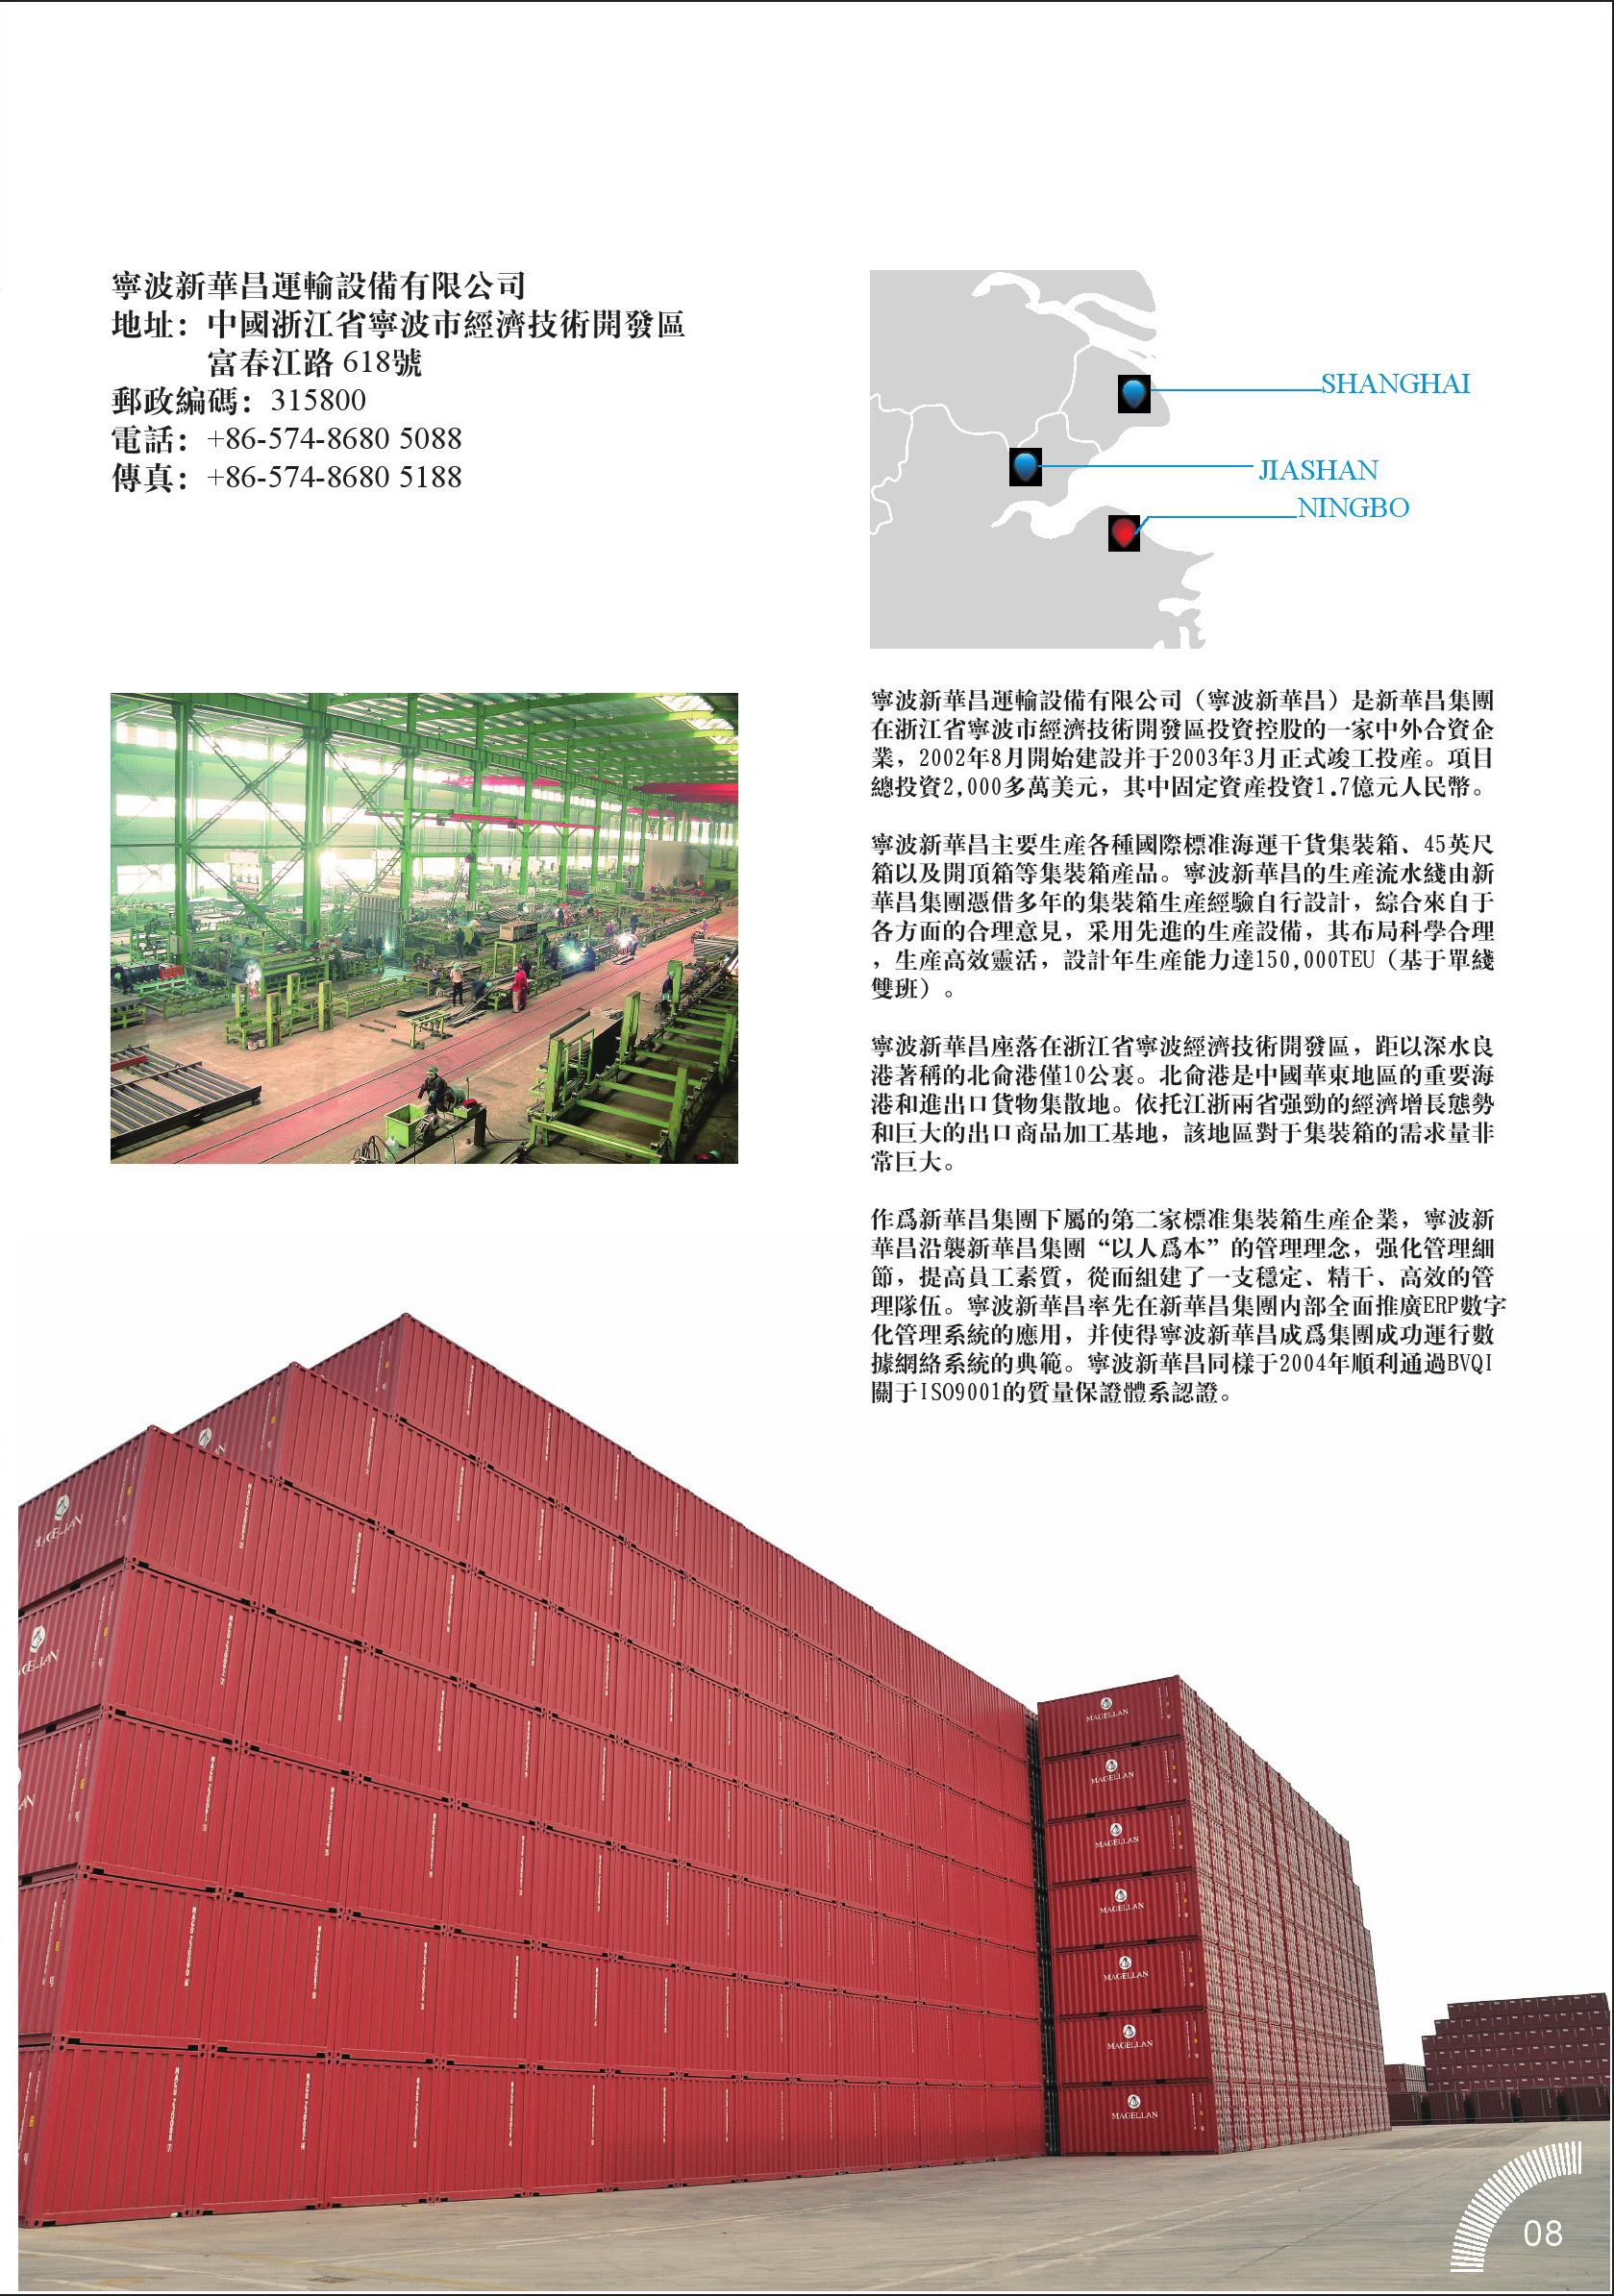 寧波新華昌運輸設備有限公司
地址：中國浙江省寧波市經濟技術開發區
富春江路 618號
郵政編碼：315800
電話：+86-574-8680 5088
傳真：+86-574-8680 5188
SHANGHAI
JIASHAN
NINGBO
寧波新華昌運輸設備有限公司（寧波新華昌）是新華昌集團
在浙江省寧波市經濟技術開發區投資控股的一家中外合資企
業，2002年8月開始建設并于2003年3月正式竣工投産。項目
總投資2,000多萬美元，其中固定資産投資1.7億元人民幣。
寧波新華昌主要生産各種國際標准海運干貨集裝箱、45英尺
箱以及開頂箱等集裝箱産品。寧波新華昌的生産流水綫由新
華昌集團憑借多年的集裝箱生産經驗自行設計，綜合來自于
各方面的合理意見，采用先進的生産設備，其布局科學合理
，生産高效靈活，設計年生産能力達150,000TEU（基于單綫
雙班）。
寧波新華昌座落在浙江省寧波經濟技術開發區，距以深水良
港著稱的北侖港僅10公裏。北侖港是中國華東地區的重要海
港和進出口貨物集散地。依托江浙兩省强勁的經濟增長態勢
和巨大的出口商品加工基地，該地區對于集裝箱的需求量非
常巨大。
作爲新華昌集團下屬的第二家標准集裝箱生産企業，寧波新
華昌沿襲新華昌集團“以人爲本”的管理理念，强化管理細
節，提高員工素質，從而組建了一支穩定、精干、高效的管
理隊伍。寧波新華昌率先在新華昌集團内部全面推廣ERP數字
化管理系統的應用，并使得寧波新華昌成爲集團成功運行數
據網絡系統的典範。寧波新華昌同樣于2004年順利通過BVQI
關于ISO9001的質量保證體系認證。
MAGELLAN
MAGELLAN
MAGELLAN
MAGELLAN
MAGELLAN
MAGELLAN
MAGELLAN
08